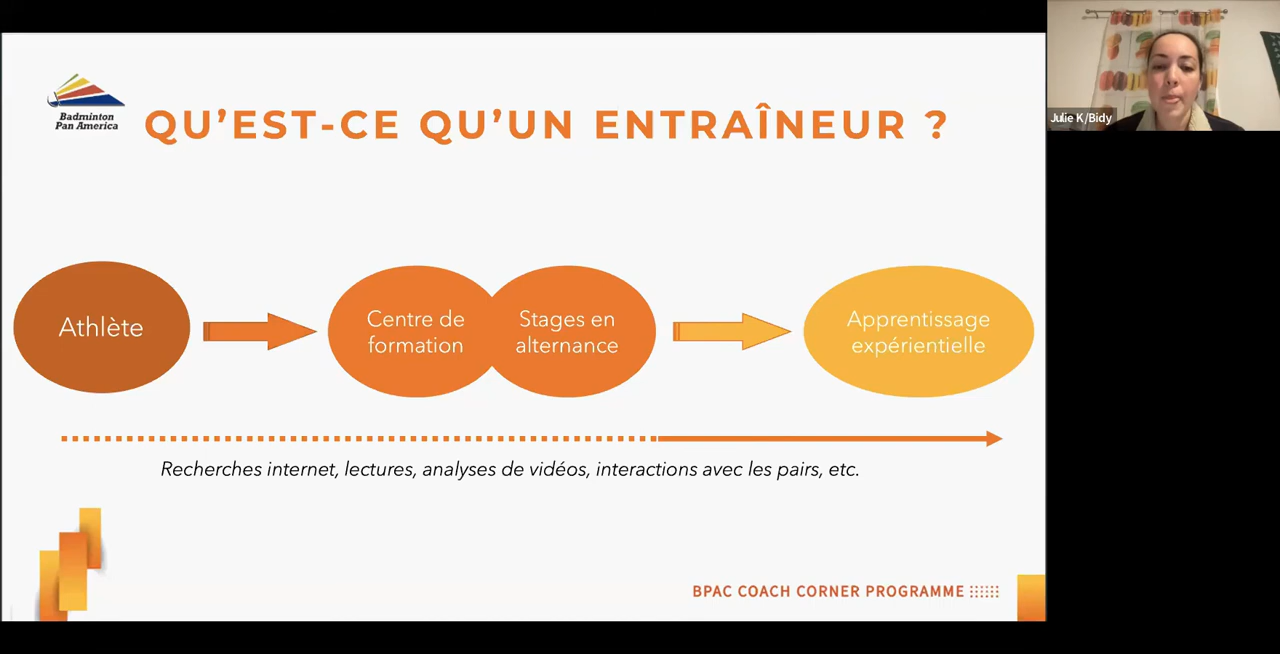 Badminton
Pan America
QU’EST-CE QU’UN ENTRAÎNEUR ?
Athlète
Centre de
formation
Stages en
alternance
Apprentissage
expérientielle
Recherches internet, lectures, analyses de vidéos, interactions avec les pairs, etc.
BPAC COACH CORNER PROGRAMME
Julie K/Bidy